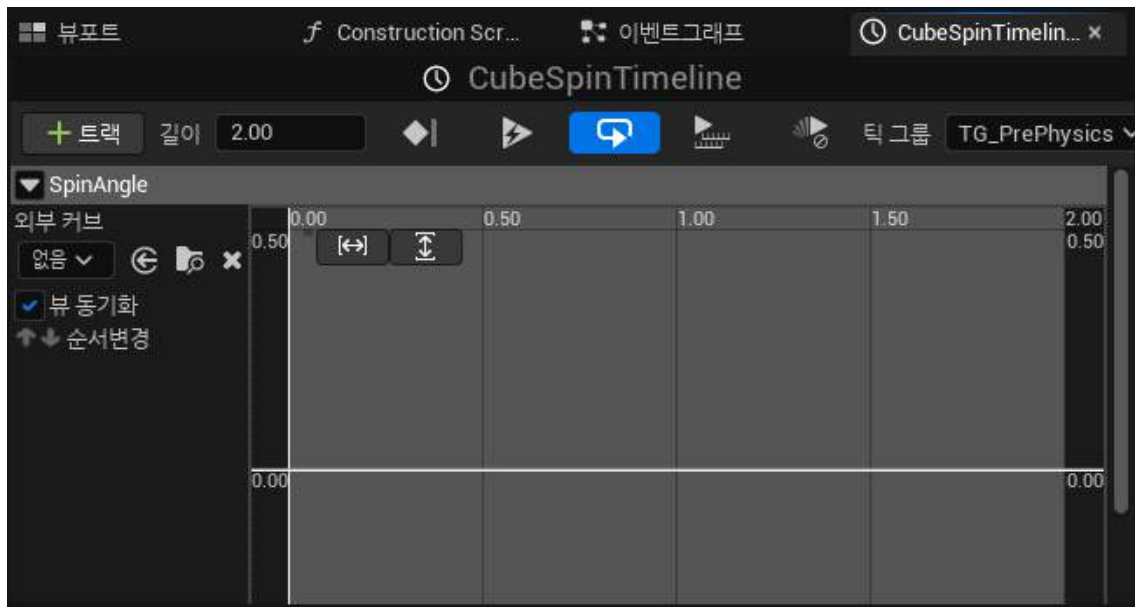 뷰포트 Construction Scr... 이벤트그래프 CubeSpinTimelin...
CubeSpinTimeline
트랙 길이 2.00 틱 그룹 TG_PrePhysics
SpinAngle
외부 커브 0.00 0.50 1.00 1.50 2.00
없음 0.50 0.50
뷰 동기화
순서변경
0.00 0.00